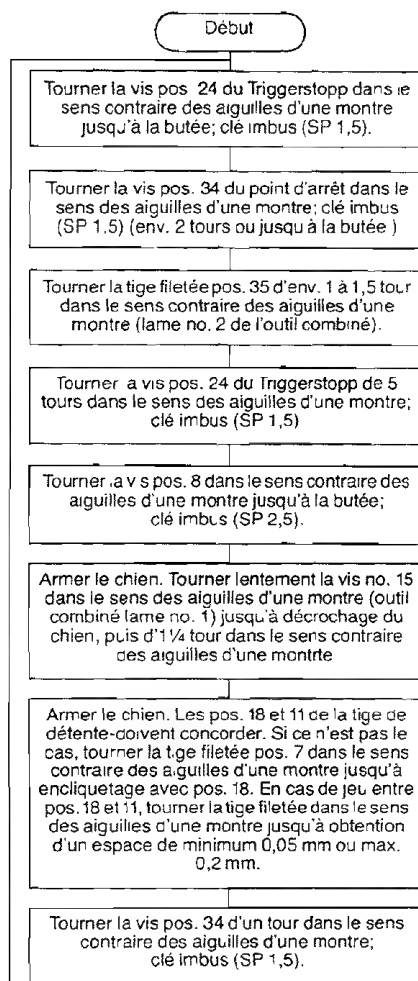 Début
Tourner la vis pos. 24 du Triggerstopp dans le
sens contraire des aiguilles d'une montre
jusqu'à la butée; clé imbus (SP 1,5).
Tourner la vis pos. 34 du point d'arrêt dans le
sens des aiguilles d'une montre; clé imbus
(SP 1,5) (env. 2 tours ou jusqu'à la butée )
Tourner la tige filetée pos. 35 d'env. 1 à 1,5 tour
dans le sens contraire des aiguilles d'une
montre (lame no. 2 de l'outil combiné).
Tourner la vis pos. 24 du Triggerstopp de 5
tours dans le sens des aiguilles d'une montre;
clé imbus (SP 1,5)
Tourner la vis pos. 8 dans le sens contraire des
aiguilles d'une montre jusqu'à la butée;
clé imbus (SP 2,5).
Armer le chien. Tourner lentement la vis no. 15
dans le sens des aiguilles d'une montre (outil
combiné lame no. 1) jusqu'à décrochage du
chien, puis d'1¼ tour dans le sens contraire
des aiguilles d'une montrte
Armer le chien. Les pos. 18 et 11 de la tige de
détente-doivent concorder. Si ce n'est pas le
cas, tourner la tige filetée pos. 7 dans le sens
contraire des aiguilles d'une montre jusqu'à
encliquetage avec pos. 18. En cas de jeu entre
pos. 18 et 11, tourner la tige filetée dans le sens
des aiguilles d'une montre jusqu'à obtention
d'un espace de minimum 0,05 mm ou max.
0,2 mm.
Tourner la vis pos. 34 d'un tour dans le sens
contraire des aiguilles d'une montre;
clé imbus (SP 1,5).